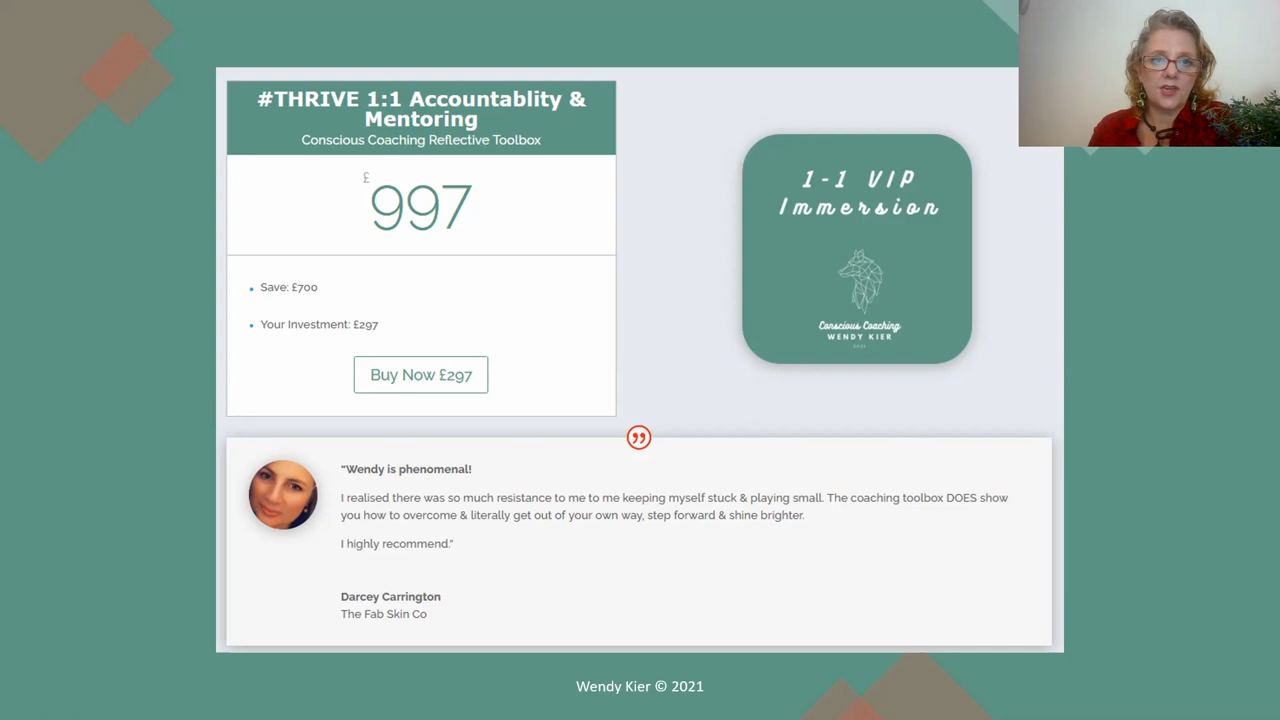 #THRIVE 1:1 Accountablity &
Mentoring
Conscious Coaching Reflective Toolbox
£
997
Save: £700
Your Investment: £297
Buy Now £297
1-1 VIP
Immersion
Conscious Coaching
WENDY KIER
"Wendy is phenomenal!
I realised there was so much resistance to me to me keeping myself stuck & playing small. The coaching toolbox DOES show
you how to overcome & literally get out of your own way, step forward & shine brighter.
I highly recommend."
Darcey Carrington
The Fab Skin Co
Wendy Kier © 2021